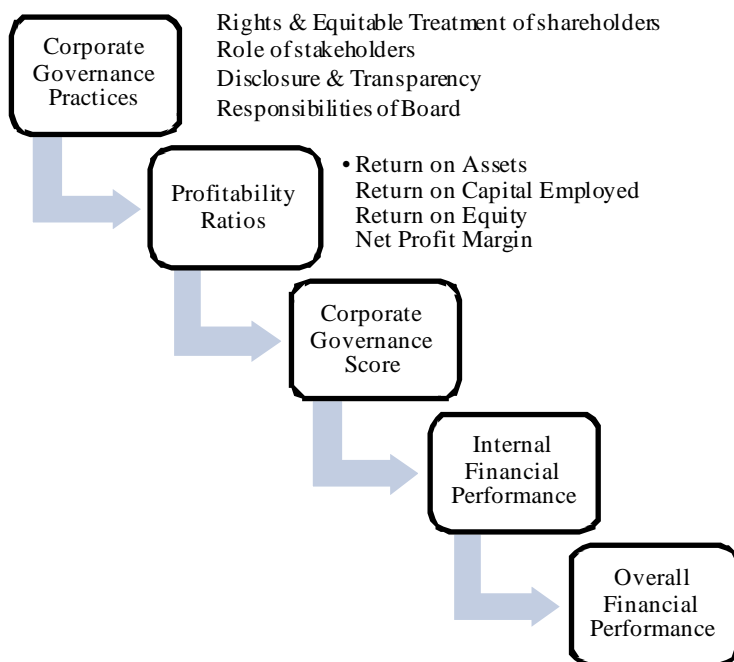 Corporate
Governance
Practices
Rights & Equitable Treatment of shareholders
Role of stakeholders
Disclosure & Transparency
Responsibilities of Board
Profitability
Ratios
• Return on Assets
Return on Capital Employed
Return on Equity
Net Profit Margin
Corporate
Governance
Score
Internal
Financial
Performance
Overall
Financial
Performance